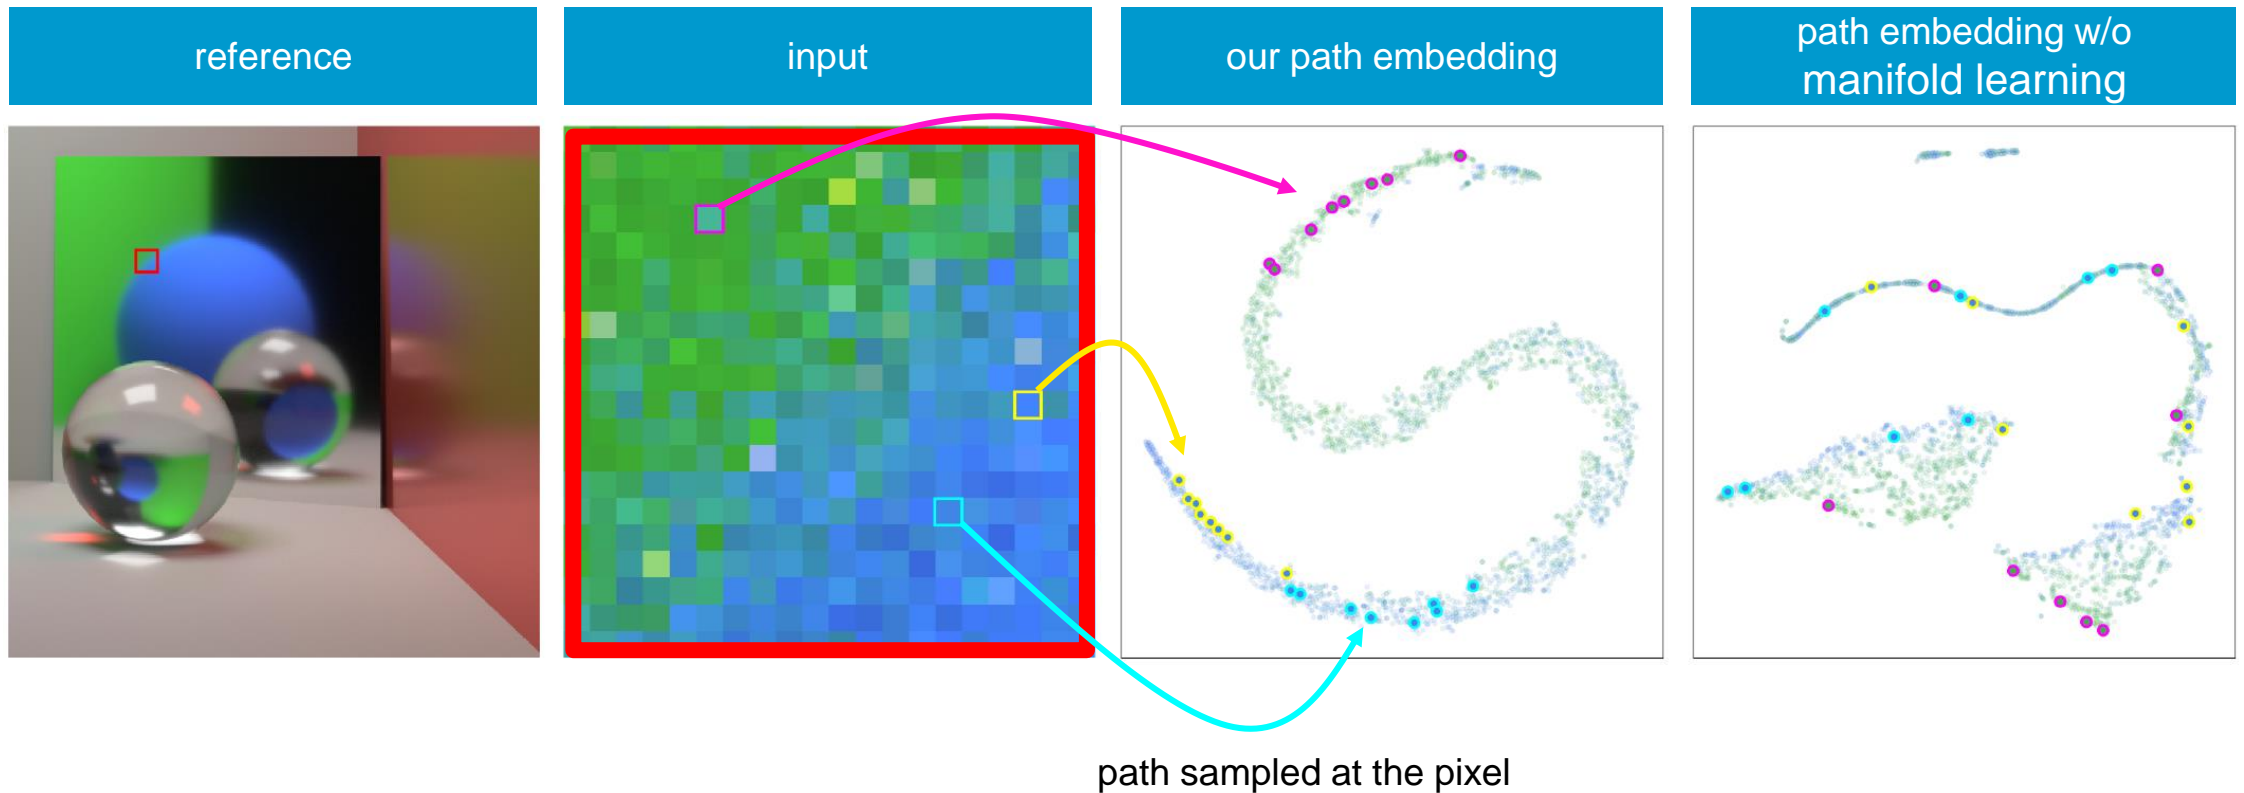 reference
input
our path embedding
path embedding w/o
manifold learning
path sampled at the pixel